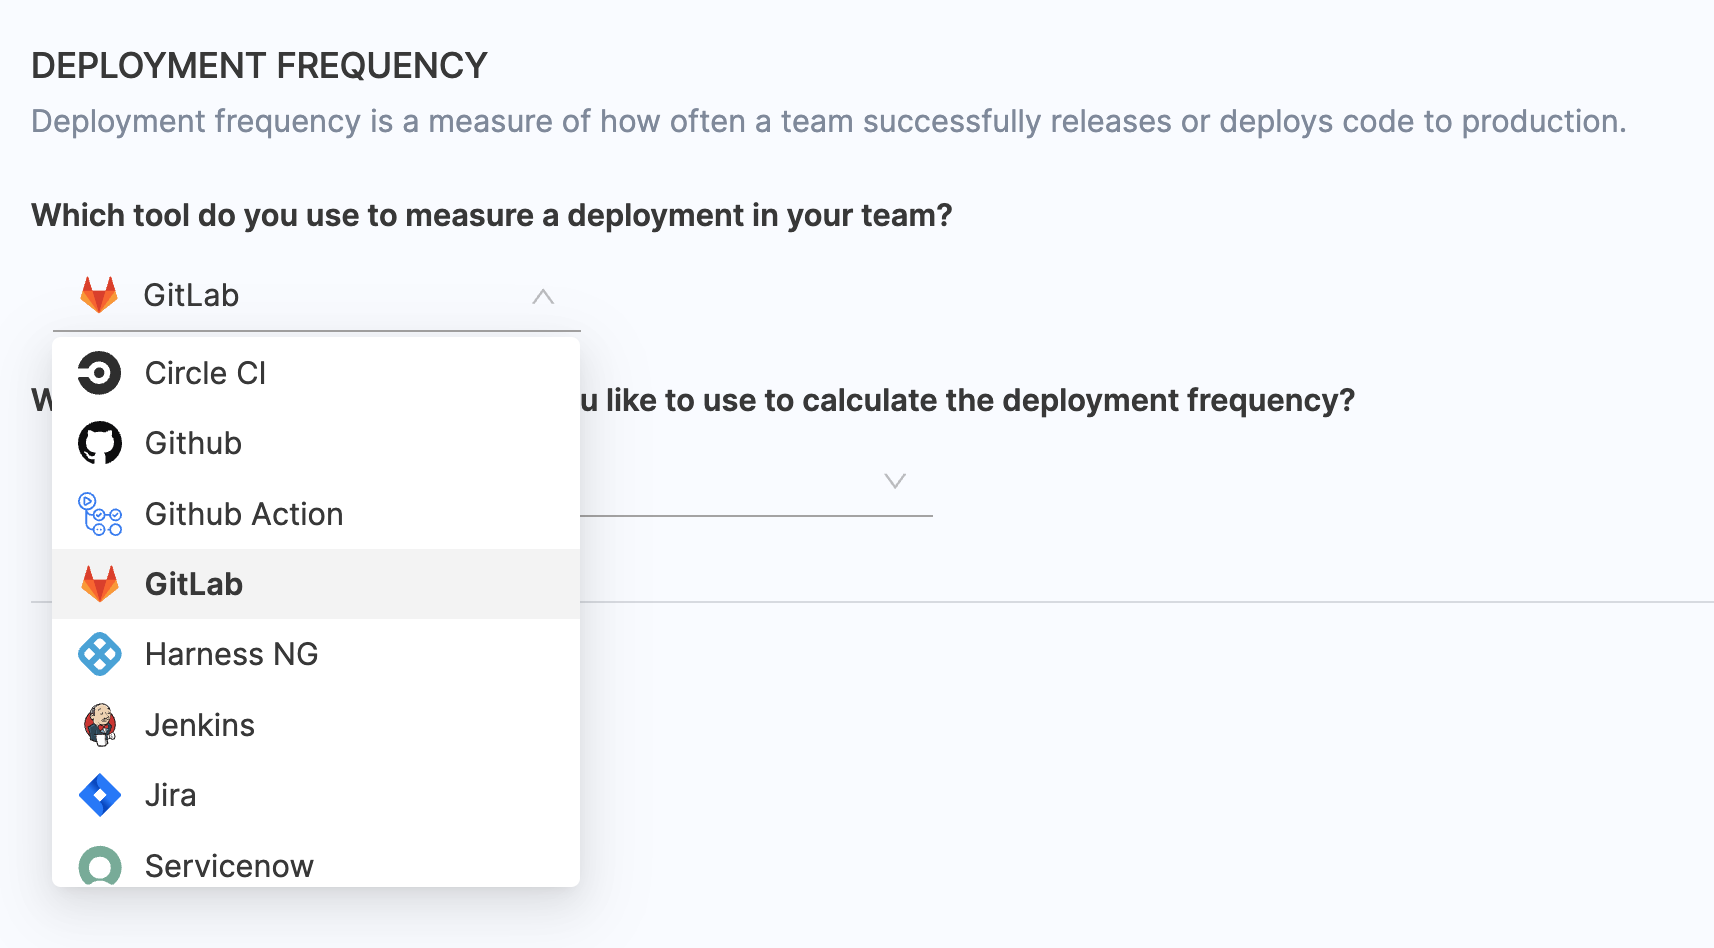 DEPLOYMENT FREQUENCY
Deployment frequency is a measure of how often a team successfully releases or deploys code to production.
Which tool do you use to measure a deployment in your team?
GitLab
Circle CI
like to use to calculate the deployment frequency?
Github
Github Action
GitLab
Harness NG
Jenkins
Jira
Servicenow